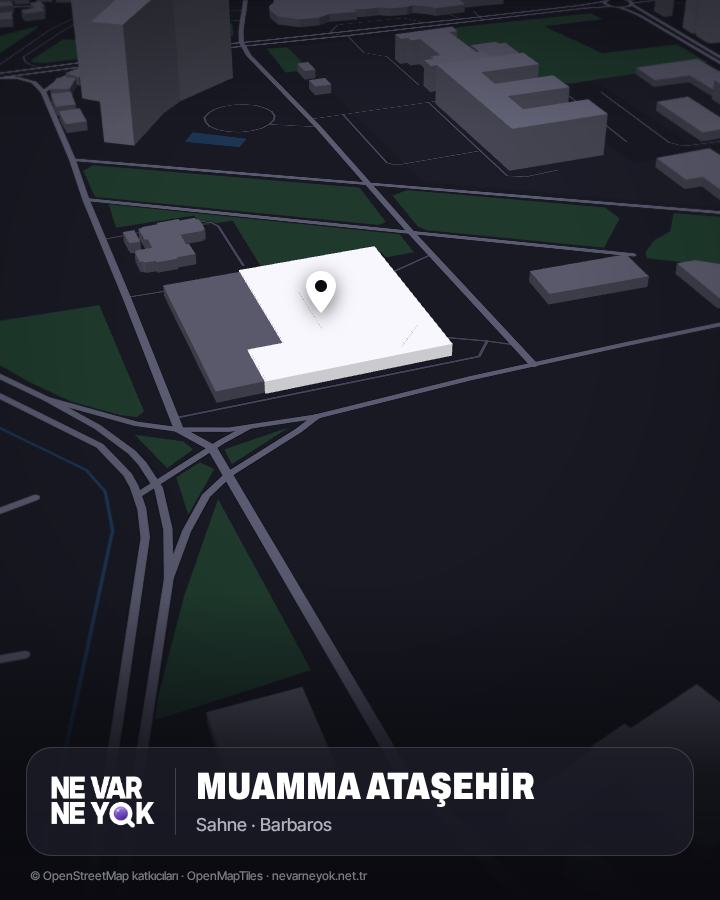 NE VAR
NE YOK
MUAMMA ATAŞEHİR
Sahne · Barbaros
© OpenStreetMap katkıcıları · OpenMapTiles · nevarneyok.net.tr